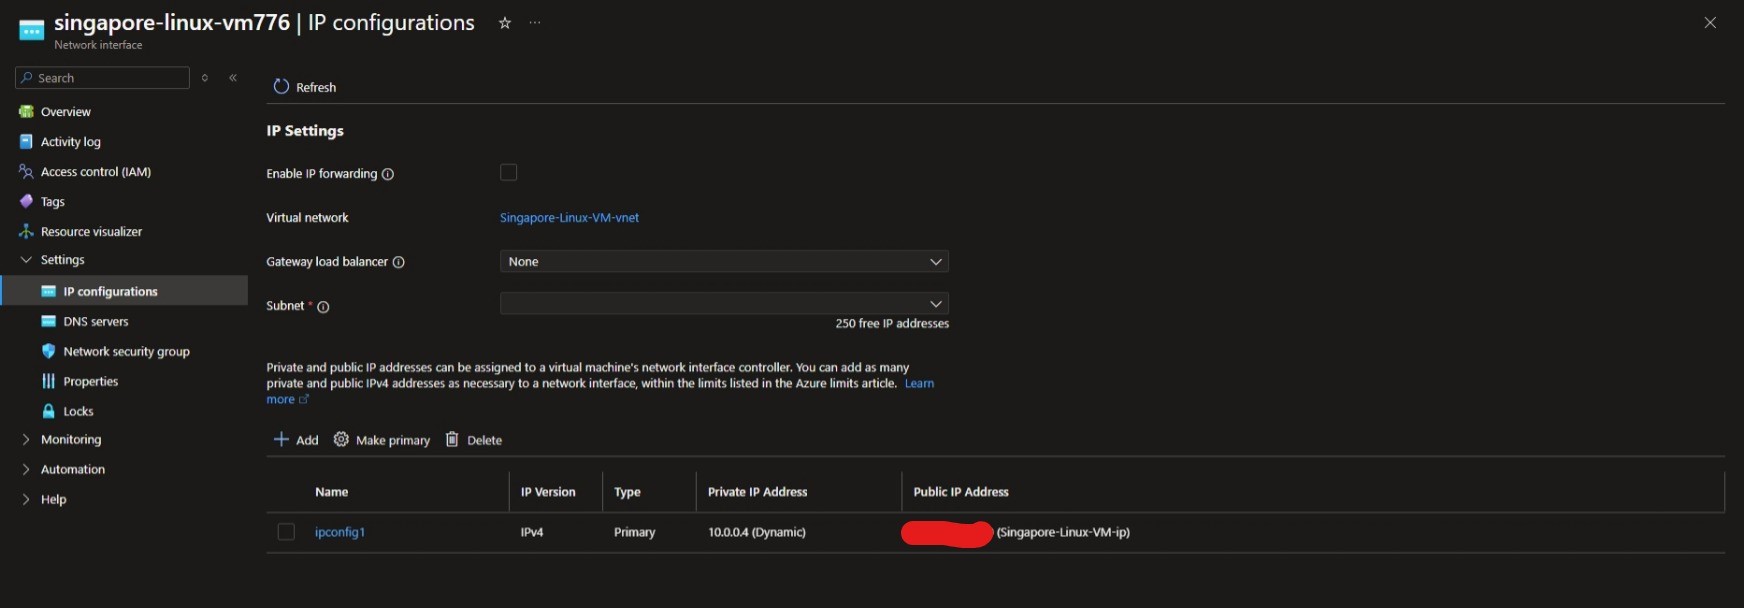 singapore-linux-vm776 | IP configurations
Network interface
Search
Overview
Activity log
Access control (IAM)
Tags
Resource visualizer
Settings
IP configurations
DNS servers
Network security group
Properties
Locks
Monitoring
Automation
Help
Refresh
IP Settings
Enable IP forwarding
Virtual network
Singapore-Linux-VM-vnet
Gateway load balancer
None
Subnet *
250 free IP addresses
Private and public IP addresses can be assigned to a virtual machine's network interface controller. You can add as many
private and public IPv4 addresses as necessary to a network interface, within the limits listed in the Azure limits article. Learn
more
Add Make primary Delete
Name IP Version Type Private IP Address Public IP Address
ipconfig1 IPv4 Primary 10.0.0.4 (Dynamic) (Singapore-Linux-VM-ip)